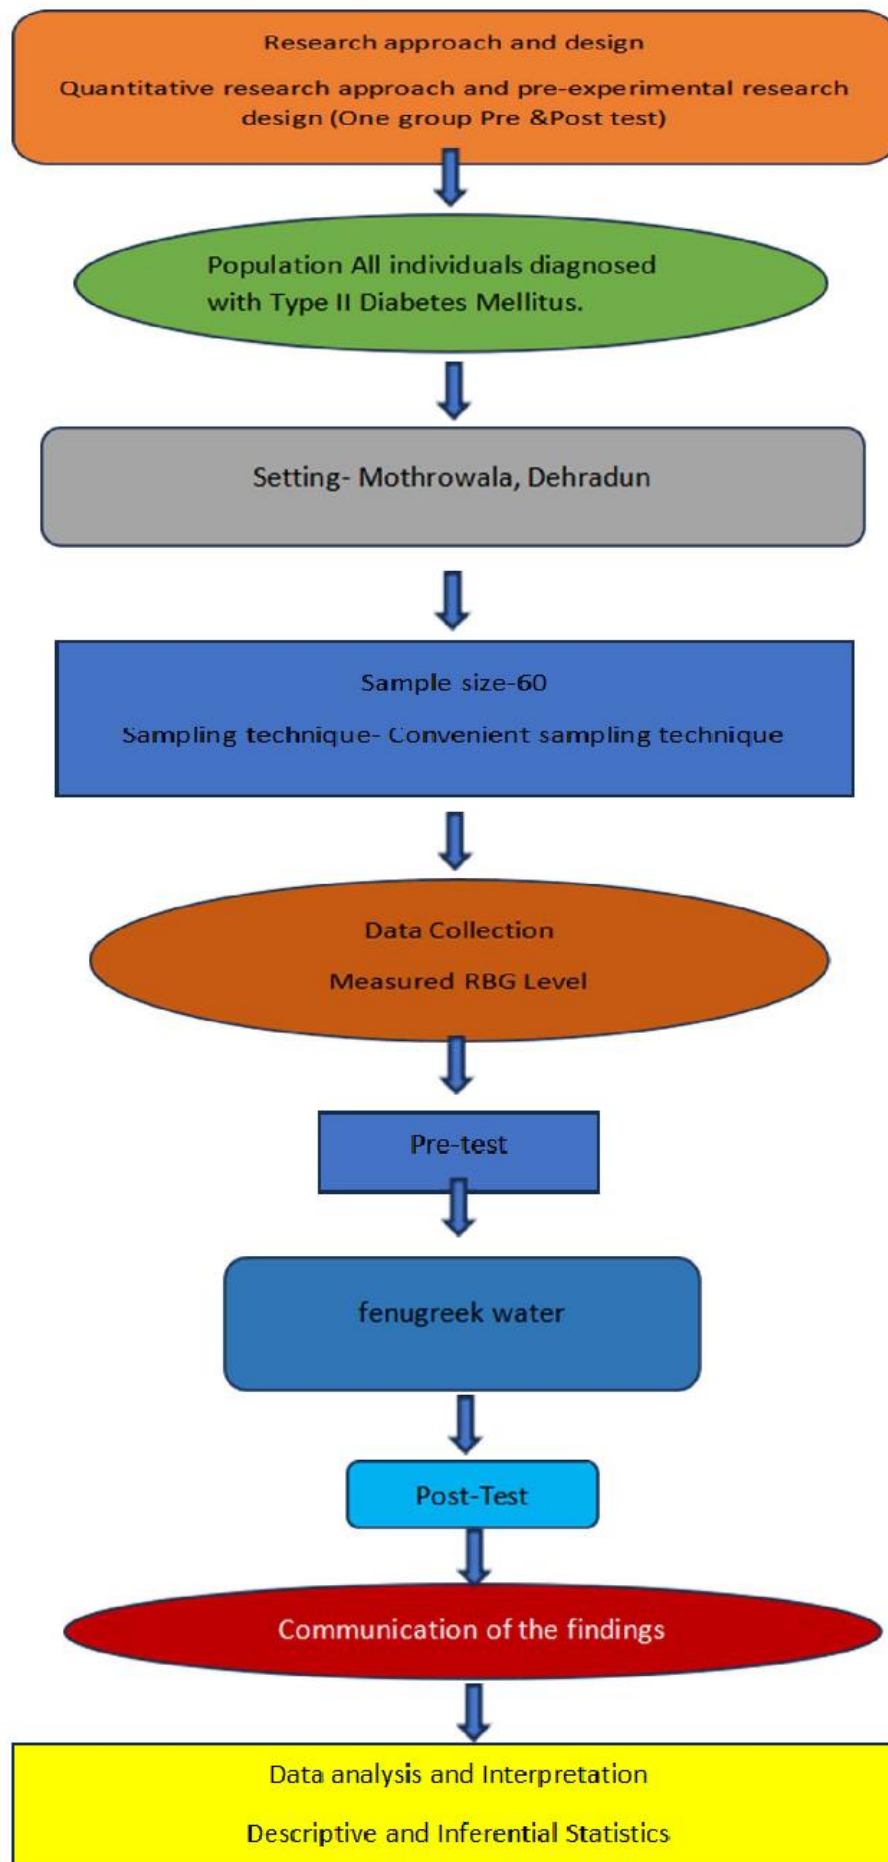 Research approach and design
Quantitative research approach and pre-experimental research
design (One group Pre &Post test)
Population All individuals diagnosed
with Type II Diabetes Mellitus.
Setting- Mothrowala, Dehradun
Sample size-60
Sampling technique- Convenient sampling technique
Data Collection
Measured RBG Level
Pre-test
fenugreek water
Post-Test
Communication of the findings
Data analysis and Interpretation
Descriptive and Inferential Statistics